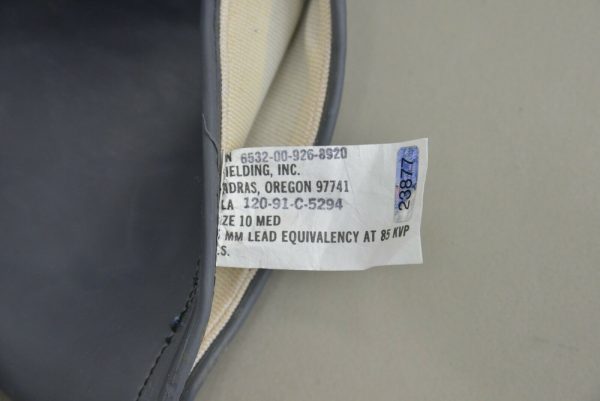 N 6532-00-926-8920
IELDING, INC.
ADRAS, OREGON 97741
LA 120-91-C-5294
ZE 10 MED
MM LEAD EQUIVALENCY AT 85 KVP
.S.
23877